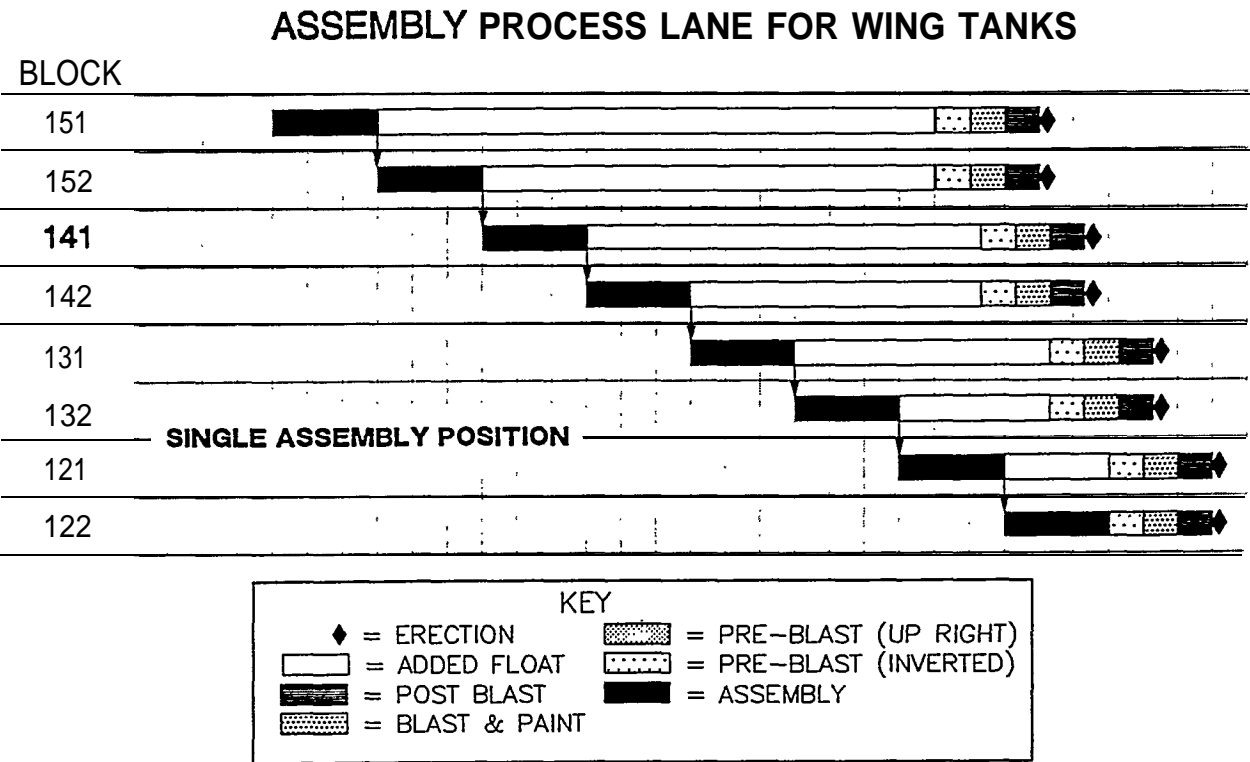 ASSEMBLY PROCESS LANE FOR WING TANKS
BLOCK
151
152
141
142
131
132
SINGLE ASSEMBLY POSITION
121
122
KEY
= ERECTION
= PRE-BLAST (UP RIGHT)
= ADDED FLOAT
= PRE-BLAST (INVERTED)
= POST BLAST
= ASSEMBLY
= BLAST & PAINT